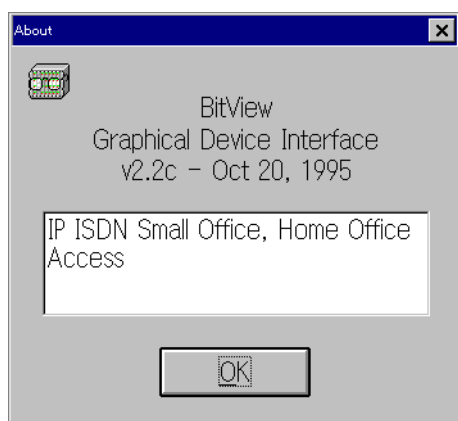 About
BitView
Graphical Device Interface
v2.2c - Oct 20, 1995
IP ISDN Small Office, Home Office
Access
OK